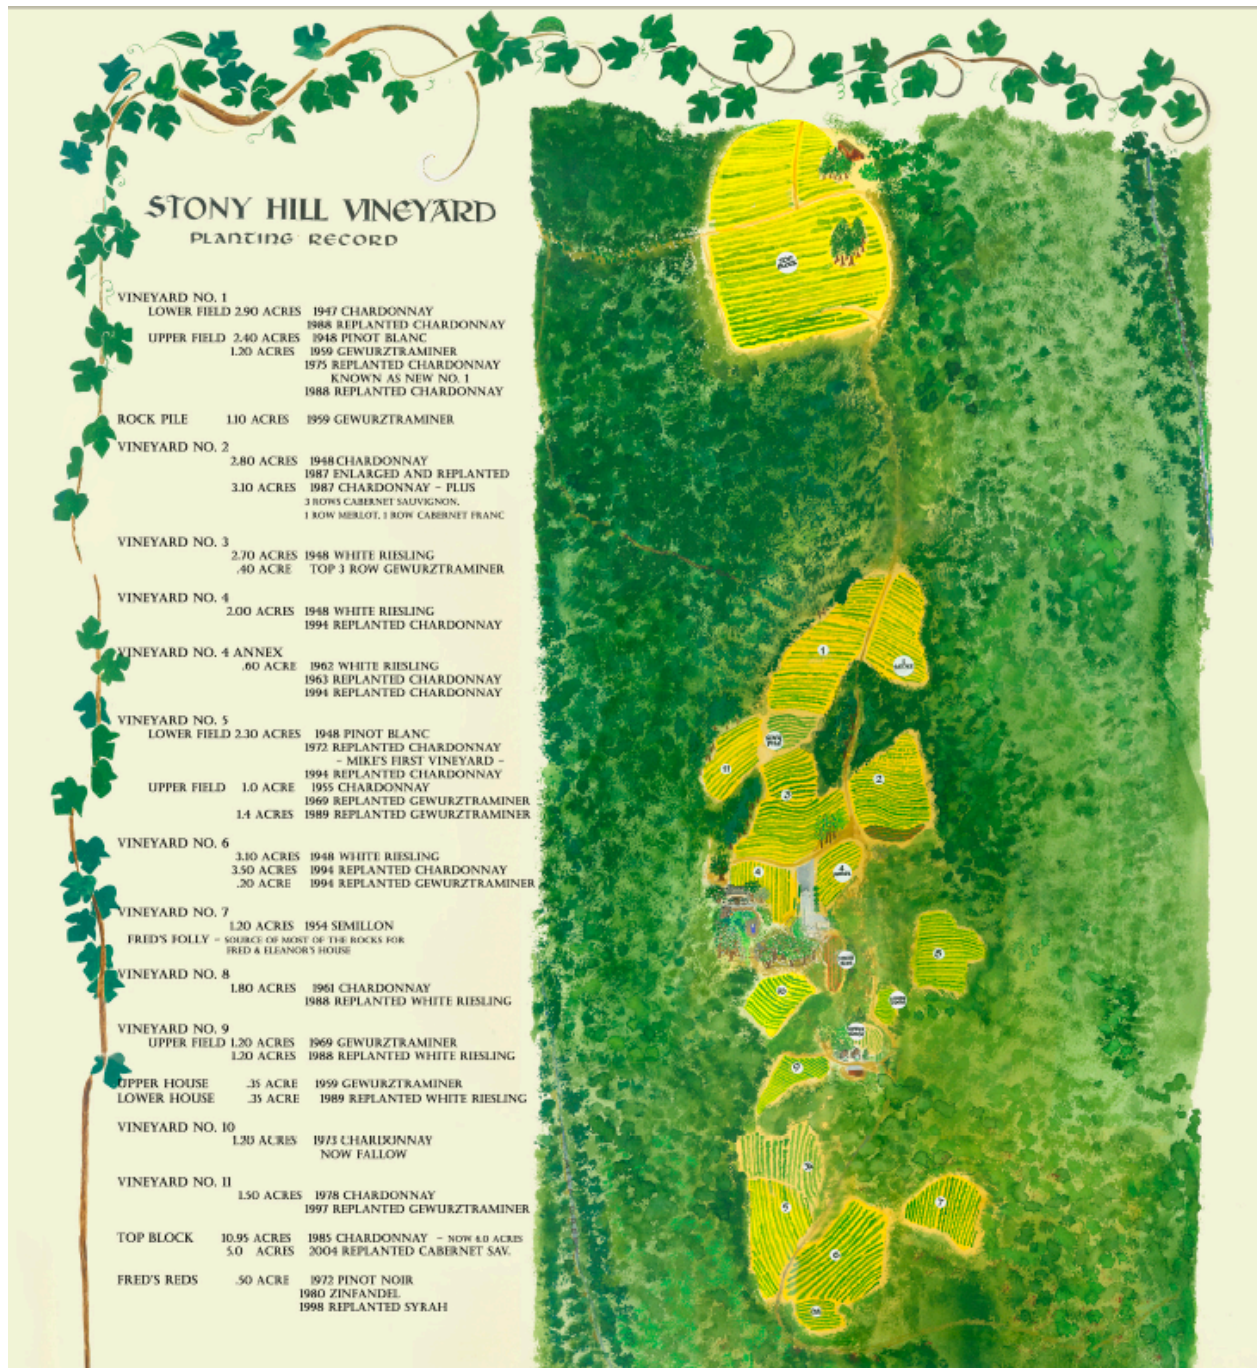 STONY HILL VINEYARD
PLANTING RECORD
VINEYARD NO. 1
LOWER FIELD 2.90 ACRES 1947 CHARDONNAY
1988 REPLANTED CHARDONNAY
UPPER FIELD 2.40 ACRES 1948 PINOT BLANC
1.20 ACRES 1959 GEWURZTRAMINER
1975 REPLANTED CHARDONNAY
KNOWN AS NEW NO. 1
1988 REPLANTED CHARDONNAY
ROCK PILE 1.10 ACRES 1959 GEWURZTRAMINER
VINEYARD NO. 2
2.80 ACRES 1948 CHARDONNAY
1987 ENLARGED AND REPLANTED
3.10 ACRES 1987 CHARDONNAY - PLUS
3 ROWS CABERNET SAUVIGNON,
1 ROW MERLOT, 1 ROW CABERNET FRANC
VINEYARD NO. 3
2.70 ACRES 1948 WHITE RIESLING
.40 ACRE TOP 3 ROW GEWURZTRAMINER
VINEYARD NO. 4
2.00 ACRES 1948 WHITE RIESLING
1994 REPLANTED CHARDONNAY
VINEYARD NO. 4 ANNEX
.60 ACRE 1962 WHITE RIESLING
1963 REPLANTED CHARDONNAY
1994 REPLANTED CHARDONNAY
VINEYARD NO. 5
LOWER FIELD 2.30 ACRES 1948 PINOT BLANC
1972 REPLANTED CHARDONNAY
- MIKE'S FIRST VINEYARD -
1994 REPLANTED CHARDONNAY
UPPER FIELD 1.0 ACRE 1955 CHARDONNAY
1969 REPLANTED GEWURZTRAMINER
1.4 ACRES 1989 REPLANTED GEWURZTRAMINER
VINEYARD NO. 6
3.10 ACRES 1948 WHITE RIESLING
3.50 ACRES 1994 REPLANTED CHARDONNAY
.20 ACRE 1994 REPLANTED GEWURZTRAMINER
VINEYARD NO. 7
1.20 ACRES 1954 SEMILLON
FRED'S FOLLY - SOURCE OF MOST OF THE ROCKS FOR
FRED & ELEANOR'S HOUSE
VINEYARD NO. 8
1.80 ACRES 1961 CHARDONNAY
1988 REPLANTED WHITE RIESLING
VINEYARD NO. 9
UPPER FIELD 1.20 ACRES 1969 GEWURZTRAMINER
1.20 ACRES 1988 REPLANTED WHITE RIESLING
UPPER HOUSE .35 ACRE 1959 GEWURZTRAMINER
LOWER HOUSE .35 ACRE 1989 REPLANTED WHITE RIESLING
VINEYARD NO. 10
1.20 ACRES 1973 CHARDONNAY
NOW FALLOW
VINEYARD NO. 11
1.50 ACRES 1978 CHARDONNAY
1997 REPLANTED GEWURZTRAMINER
TOP BLOCK 10.95 ACRES 1985 CHARDONNAY - NOW 6.0 ACRES
5.0 ACRES 2004 REPLANTED CABERNET SAV.
FRED'S REDS .50 ACRE 1972 PINOT NOIR
1980 ZINFANDEL
1998 REPLANTED SYRAH
TOP BLOCK
1
1
ROCK PILE
11
2
3
4
4 ANNEX
8
10
9
5
7
6